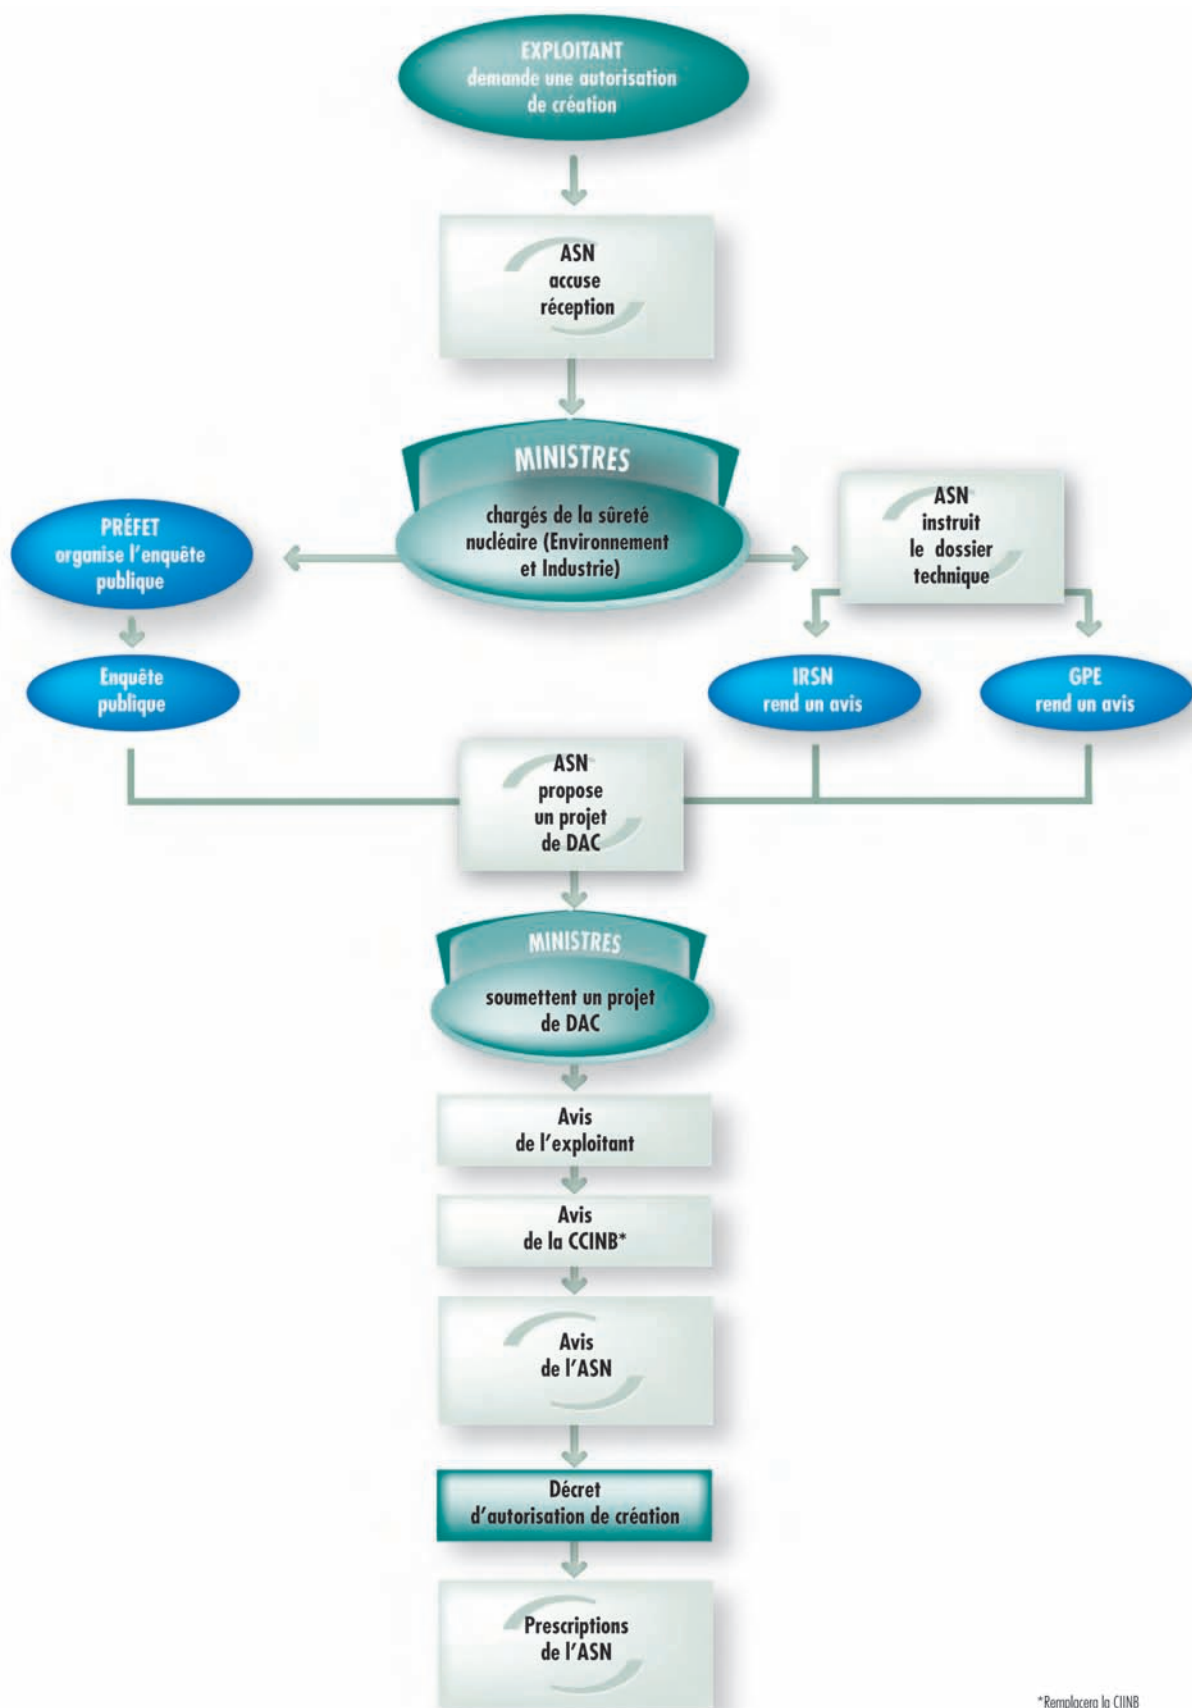 EXPLOITANT
demande une autorisation
de création
ASN
accuse
réception
MINISTRES
chargés de la sûreté
nucléaire (Environnement
et Industrie)
PRÉFET
organise l'enquête
publique
ASN
instruit
le dossier
technique
Enquête
publique
IRSN
rend un avis
GPE
rend un avis
ASN
propose
un projet
de DAC
MINISTRES
soumettent un projet
de DAC
Avis
de l'exploitant
Avis
de la CCINB*
Avis
de l'ASN
Décret
d'autorisation de création
Prescriptions
de l'ASN
*Remplacera la CIINB